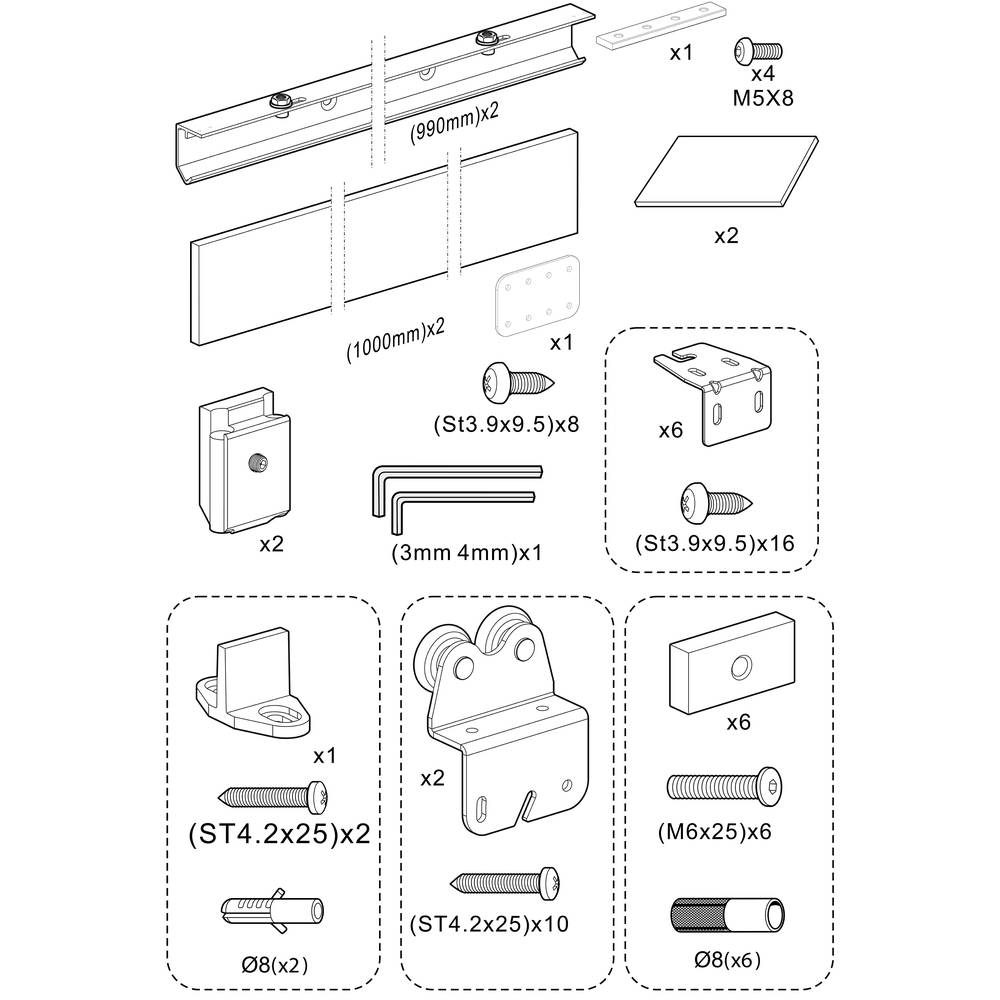 x1
x4
M5X8
(990mm)x2
x2
(1000mm)x2
x1
(St3.9x9.5)x8
x6
x2
(3mm 4mm)x1
(St3.9x9.5)x16
x1
(ST4.2x25)x2
Ø8(x2)
x2
(ST4.2x25)x10
x6
(M6x25)x6
Ø8(x6)